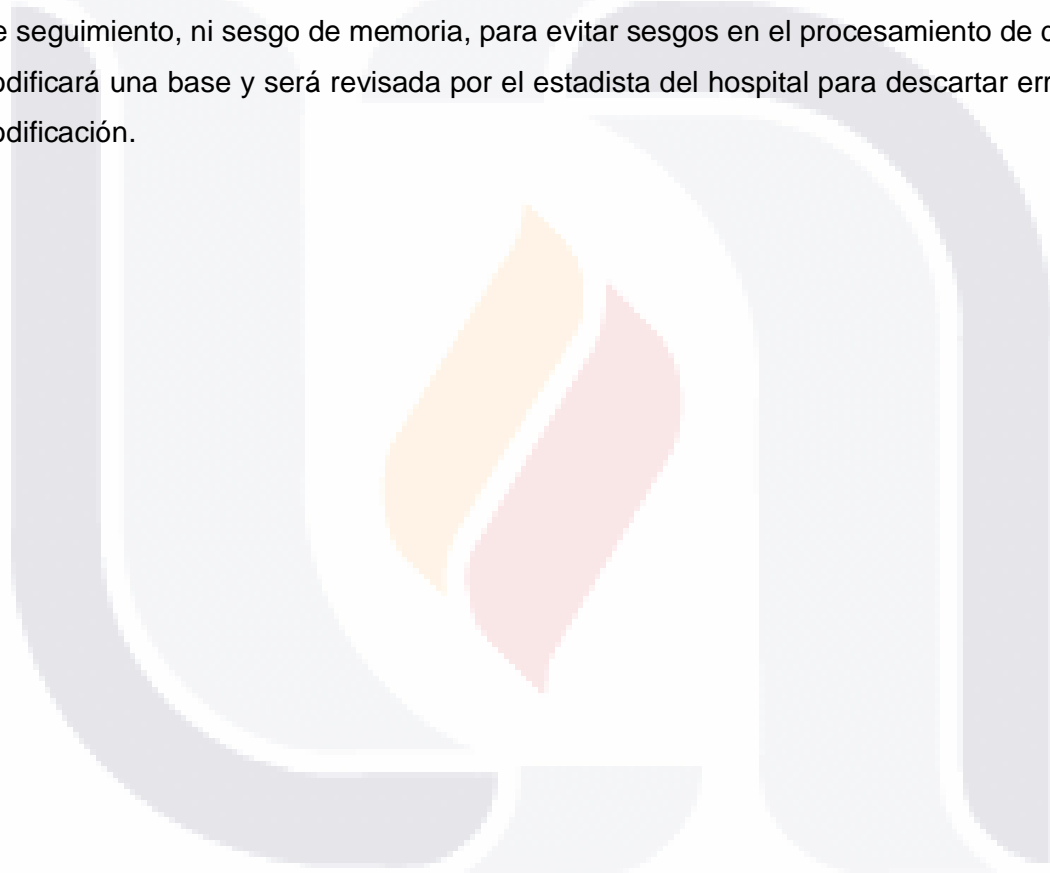 e seguimiento, ni sesgo de memoria, para evitar sesgos en el procesamiento de
odificará una base y será revisada por el estadista del hospital para descartar err
odificación.